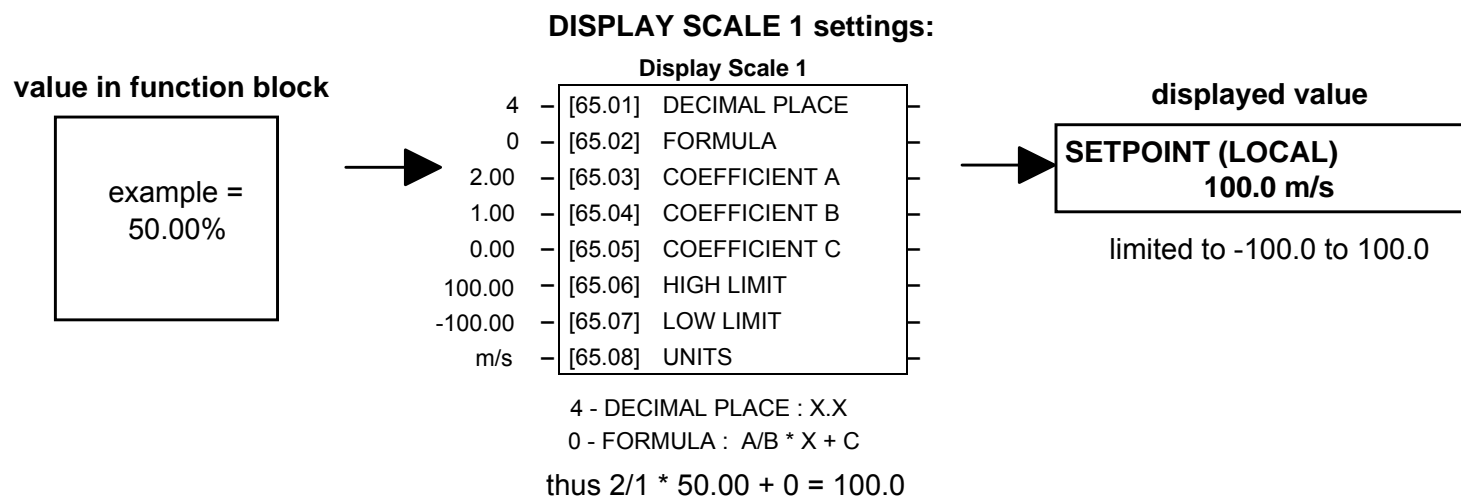 DISPLAY SCALE 1 settings:
value in function block
example =
50.00%
Display Scale 1
4 – [65.01] DECIMAL PLACE –
0 – [65.02] FORMULA –
2.00 – [65.03] COEFFICIENT A –
1.00 – [65.04] COEFFICIENT B –
0.00 – [65.05] COEFFICIENT C –
100.00 – [65.06] HIGH LIMIT –
-100.00 – [65.07] LOW LIMIT –
m/s – [65.08] UNITS –
4 - DECIMAL PLACE : X.X
0 - FORMULA : A/B * X + C
thus 2/1 * 50.00 + 0 = 100.0
displayed value
SETPOINT (LOCAL)
100.0 m/s
limited to -100.0 to 100.0